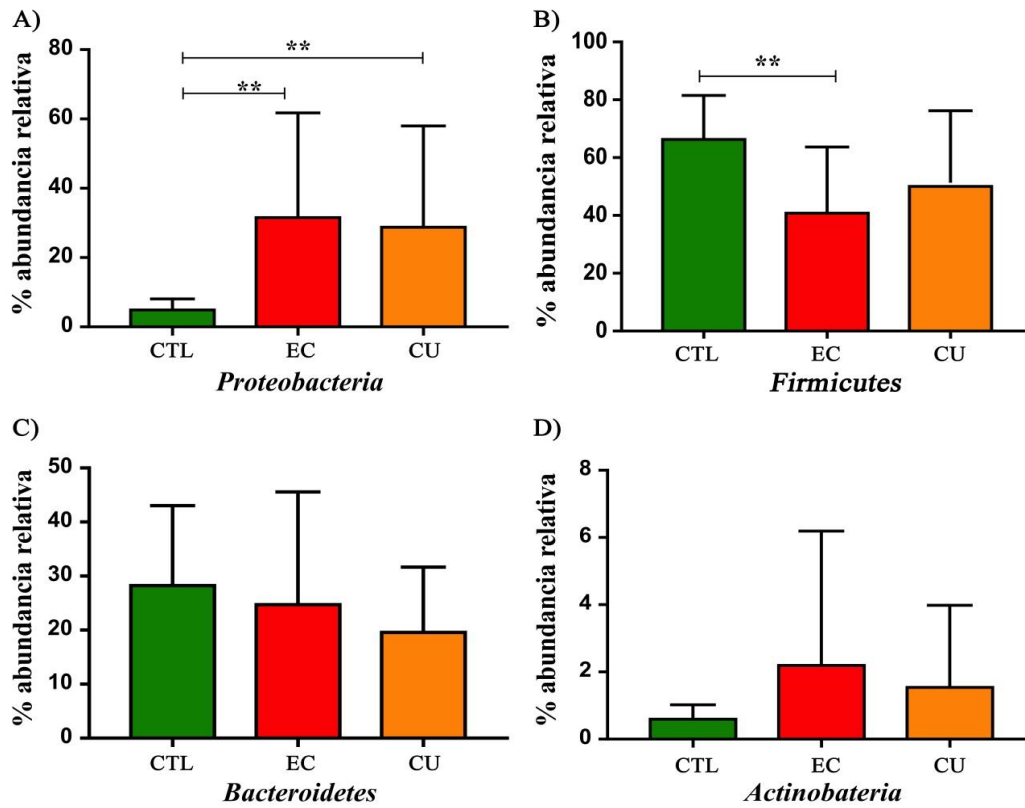 A)
% abundancia relativa
80
60
40
20
0
**
**
CTL EC CU
Proteobacteria
B)
% abundancia relativa
100
80
60
40
20
0
**
CTL EC CU
Firmicutes
C)
% abundancia relativa
50
40
30
20
10
0
CTL EC CU
Bacteroidetes
D)
% abundancia relativa
8
6
4
2
0
CTL EC CU
Actinobateria